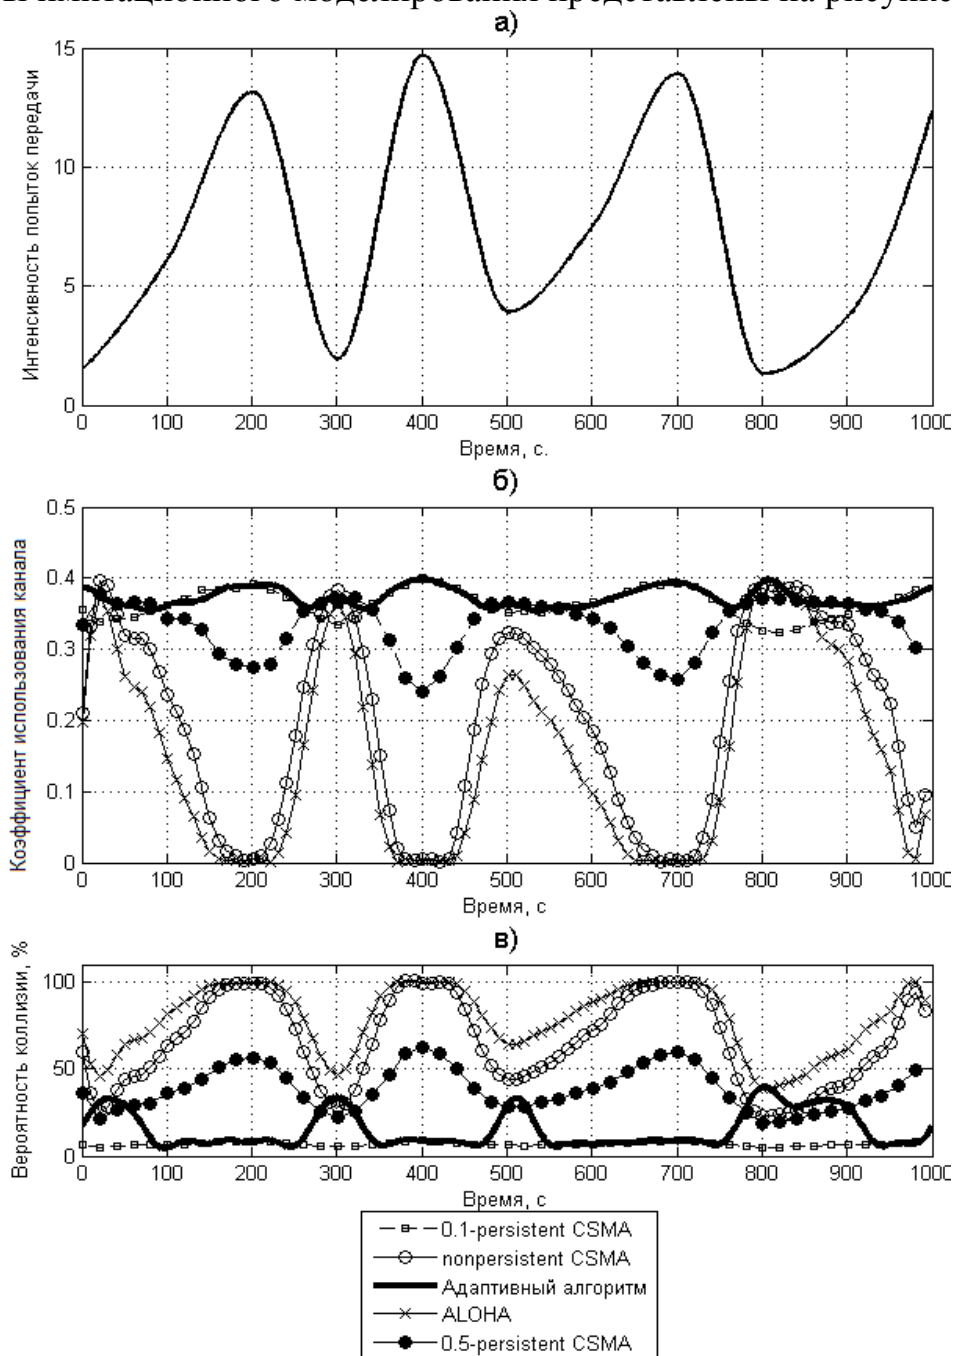 ы имитационного моделирования представлены на рисунке
а)
Интенсивность попыток передачи
15
10
5
0
0 100 200 300 400 500 600 700 800 900 1000
Время, с.
б)
Коэффициент использования канала
0.5
0.4
0.3
0.2
0.1
0
0 100 200 300 400 500 600 700 800 900 1000
Время, с
в)
Вероятность коллизии, %
100
50
0
0 100 200 300 400 500 600 700 800 900 1000
Время, с
0.1-persistent CSMA
nonpersistent CSMA
Адаптивный алгоритм
ALOHA
0.5-persistent CSMA